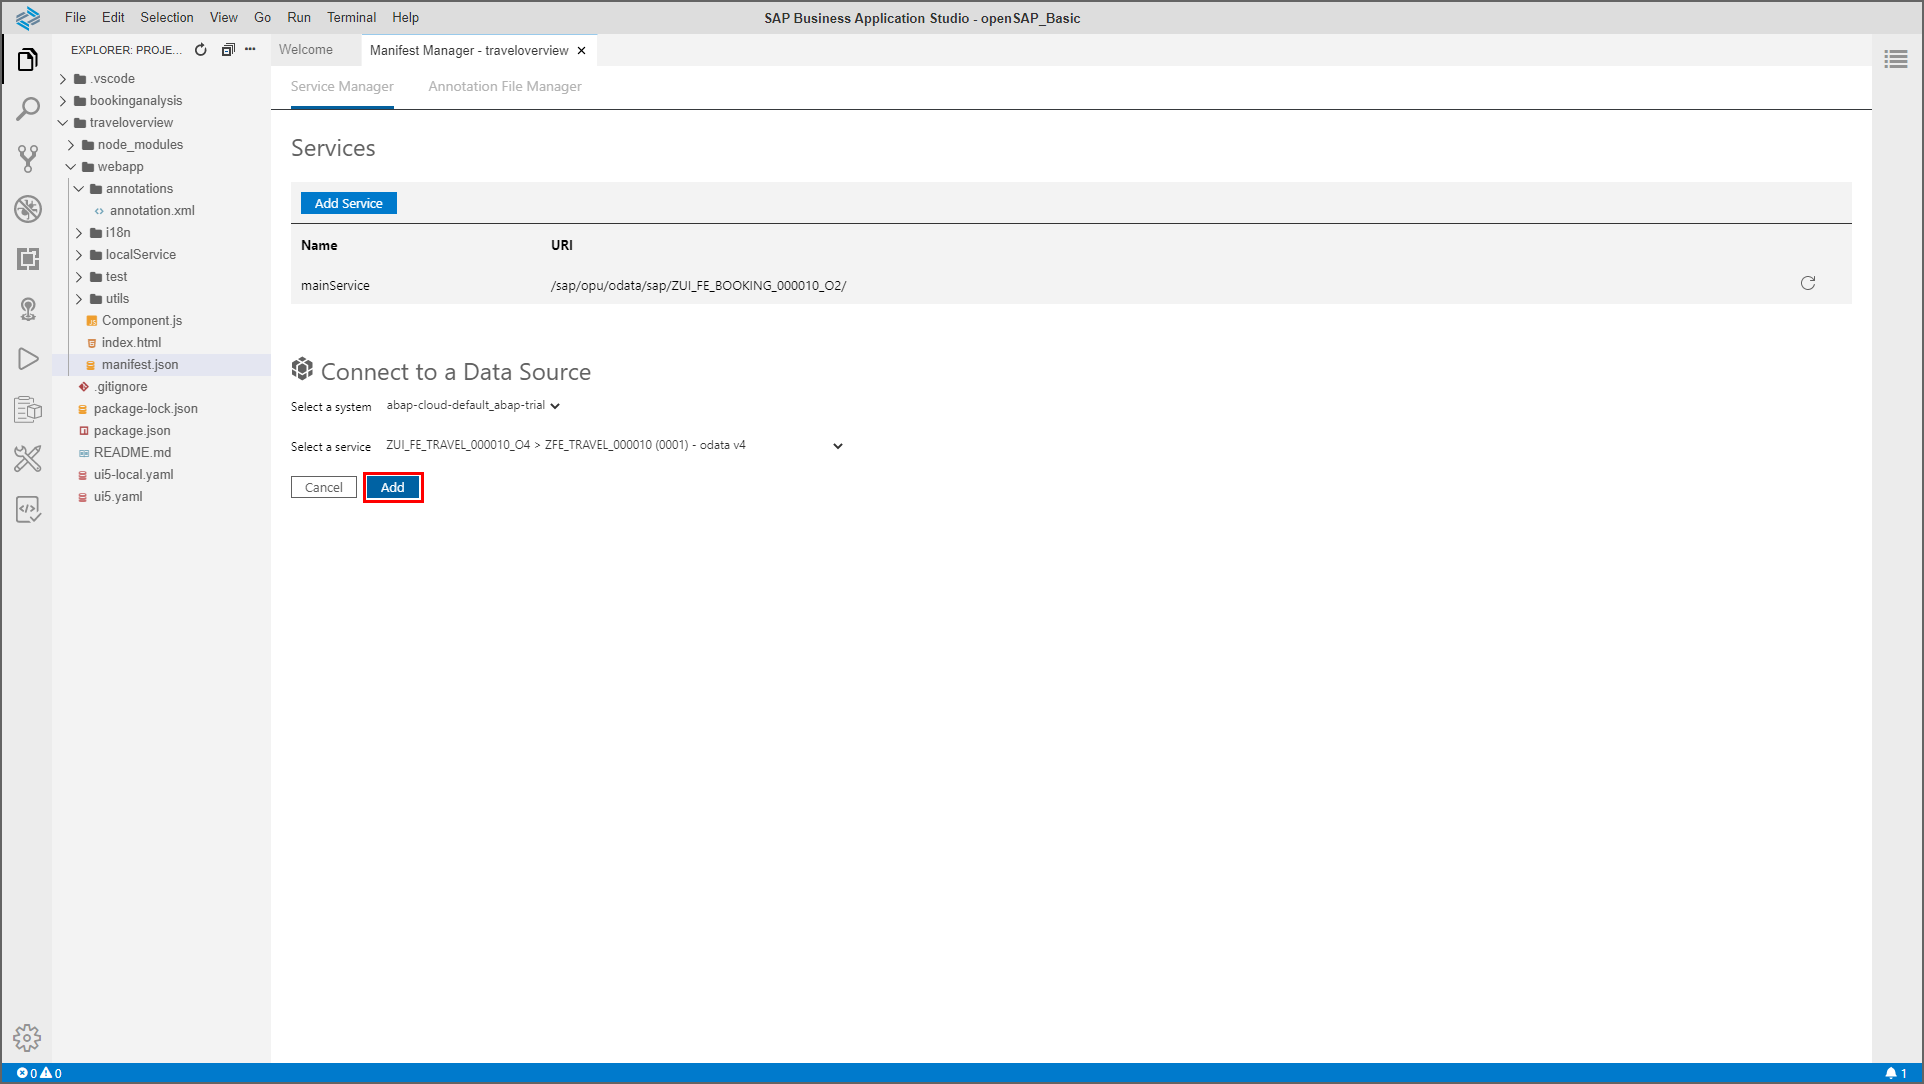 File Edit Selection View Go Run Terminal Help
SAP Business Application Studio - openSAP_Basic
EXPLORER: PROJE...
Welcome
Manifest Manager - traveloverview
.vscode
bookinganalysis
traveloverview
node_modules
webapp
annotations
annotation.xml
i18n
localService
test
utils
Component.js
index.html
manifest.json
.gitignore
package-lock.json
package.json
README.md
ui5-local.yaml
ui5.yaml
Service Manager
Annotation File Manager
Services
Add Service
Name URI
mainService /sap/opu/odata/sap/ZUI_FE_BOOKING_000010_O2/
Connect to a Data Source
Select a system abap-cloud-default_abap-trial
Select a service ZUI_FE_TRAVEL_000010_O4 > ZFE_TRAVEL_000010 (0001) - odata v4
Cancel Add
0 0
1